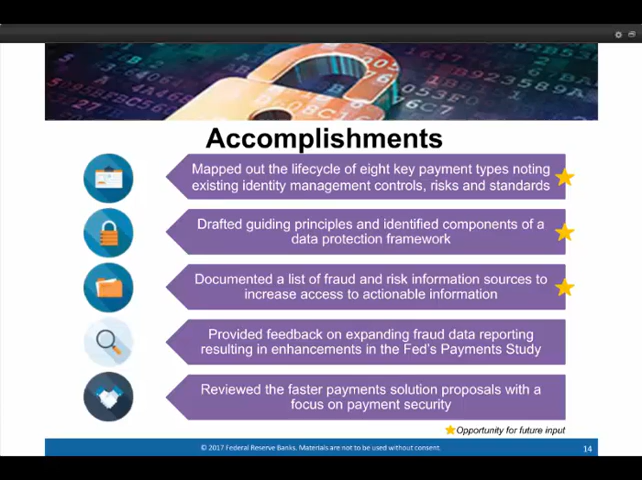 Accomplishments
Mapped out the lifecycle of eight key payment types noting
existing identity management controls, risks and standards
Drafted guiding principles and identified components of a
data protection framework
Documented a list of fraud and risk information sources to
increase access to actionable information
Provided feedback on expanding fraud data reporting
resulting in enhancements in the Fed's Payments Study
Reviewed the faster payments solution proposals with a
focus on payment security
Opportunity for future input
© 2017 Federal Reserve Banks. Materials are not to be used without consent.
14